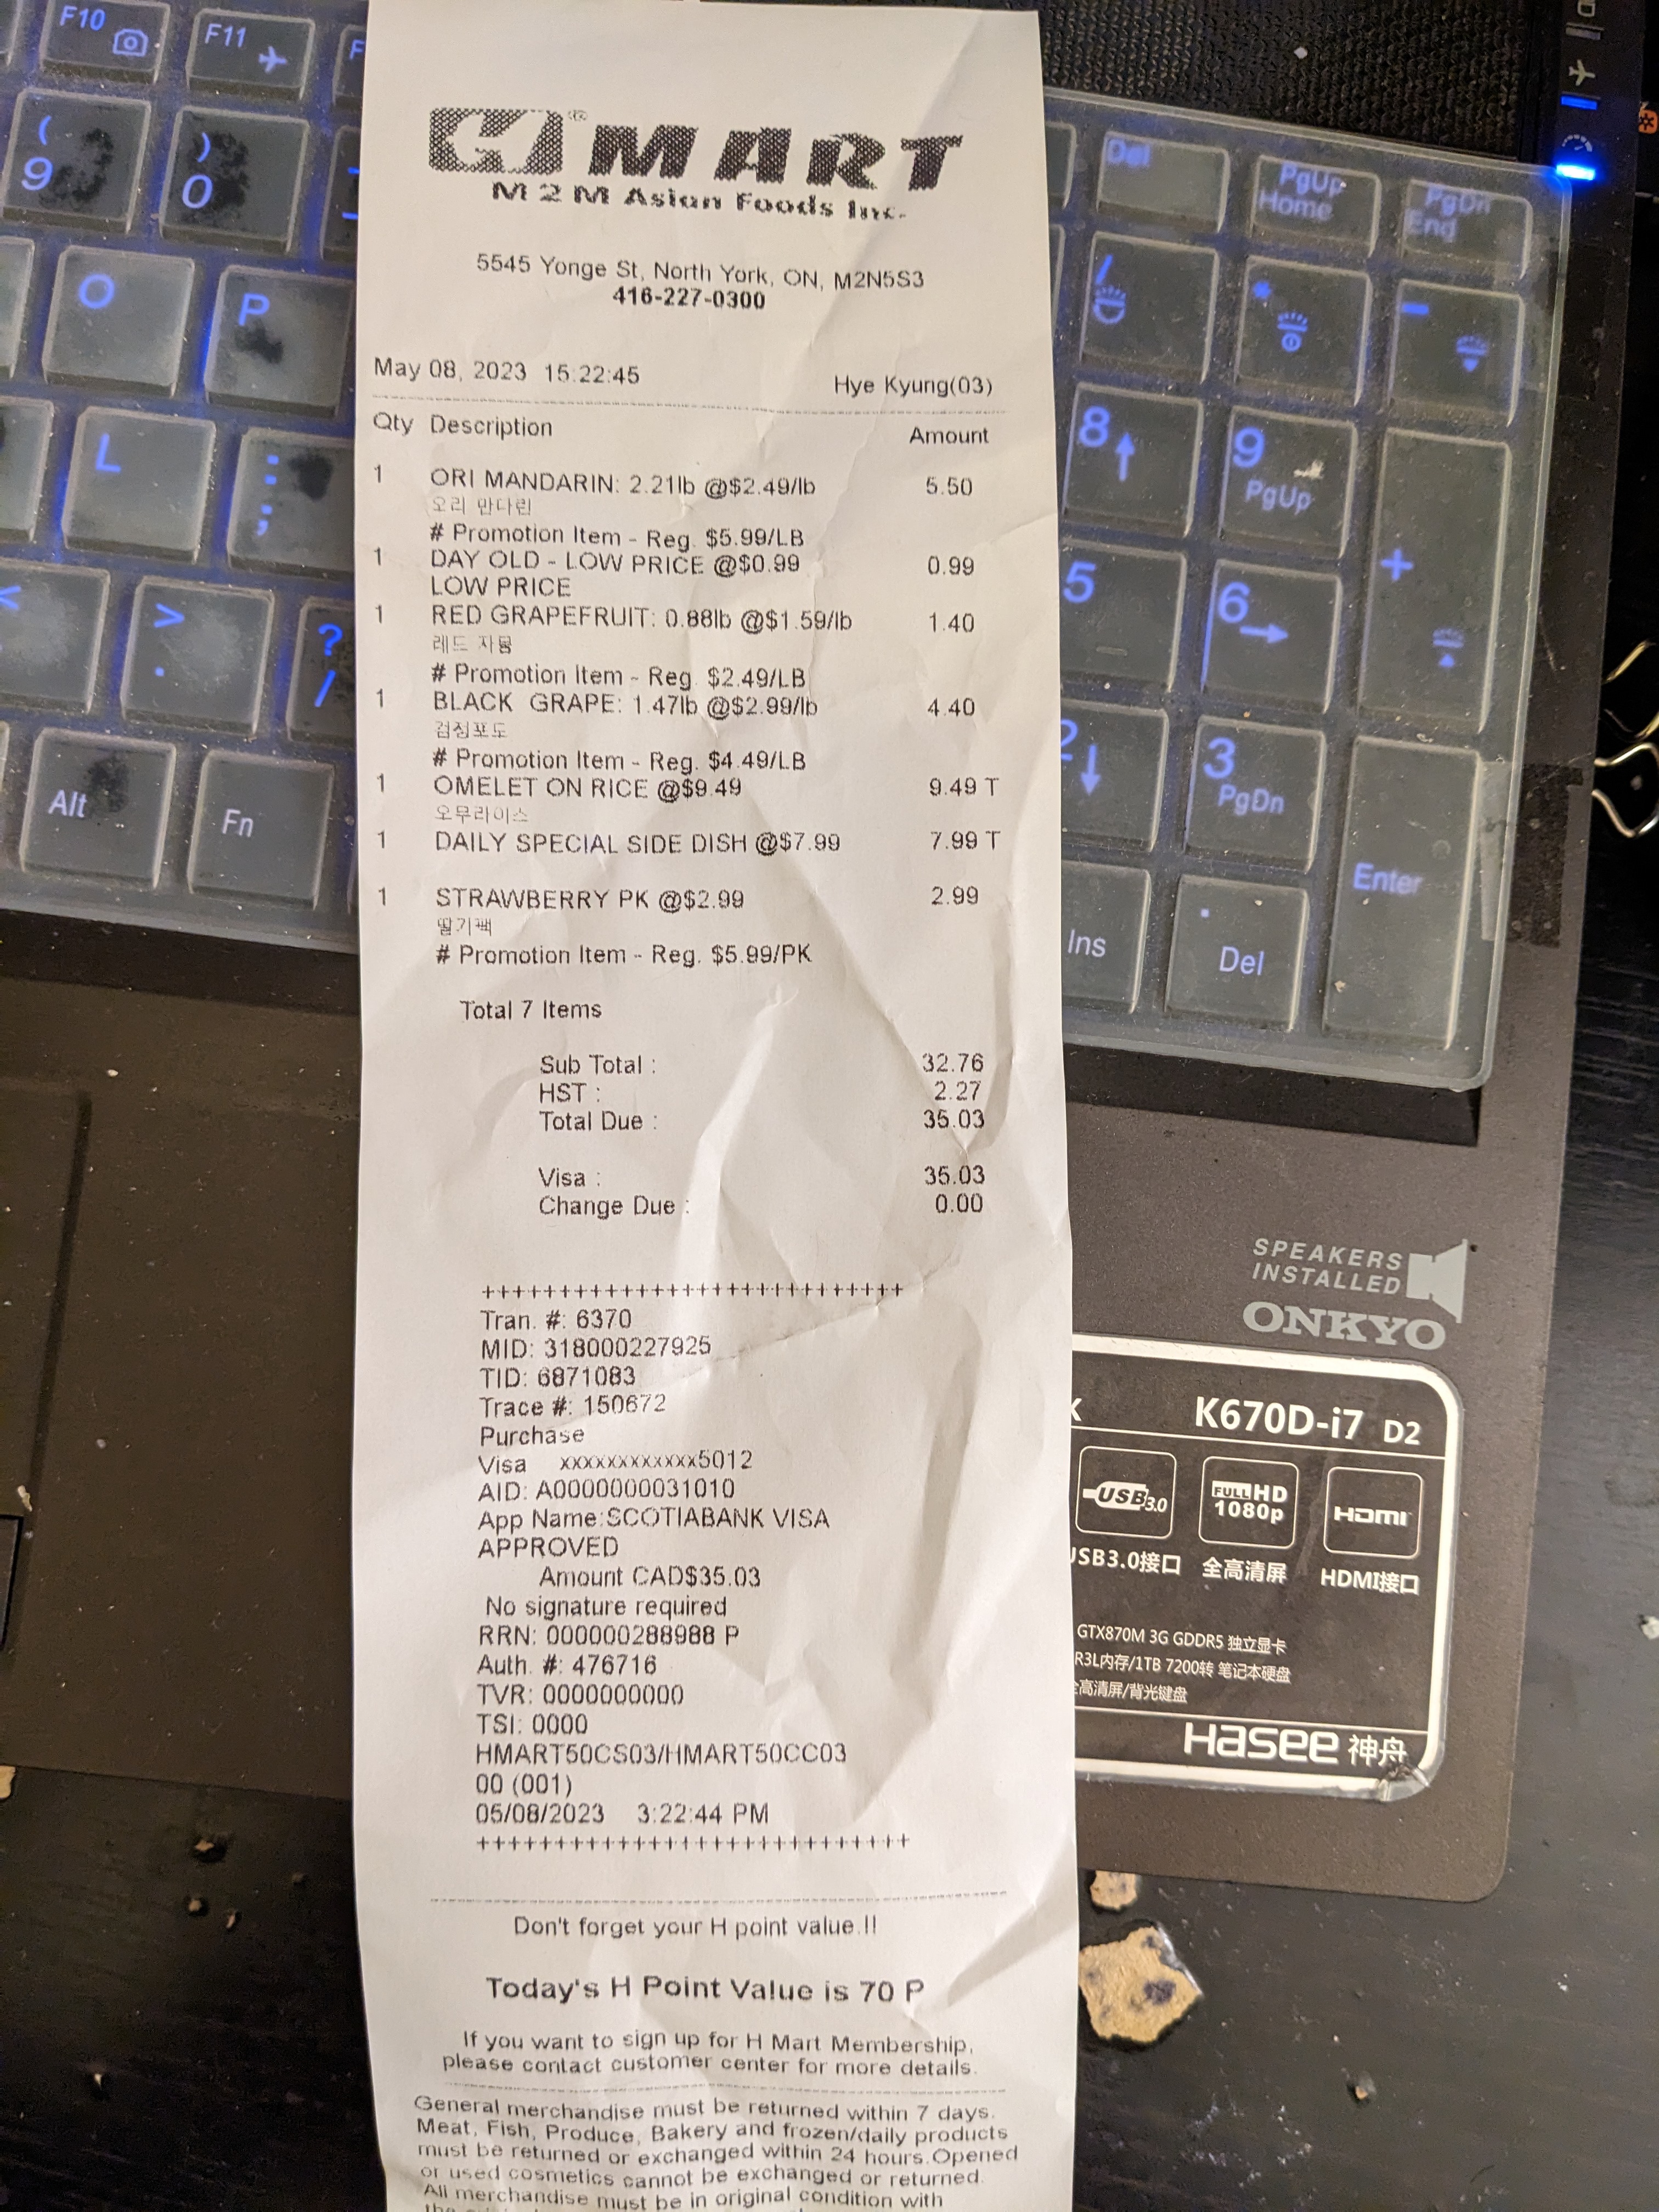 H MART
M 2 M Asian Foods Inc.
5545 Yonge St, North York, ON, M2N5S3
416-227-0300
May 08, 2023 15:22:45 Hye Kyung(03)
Qty Description Amount
1 ORI MANDARIN: 2.21lb @$2.49/lb 5.50
오리 만다린
# Promotion Item - Reg. $5.99/LB
1 DAY OLD - LOW PRICE @$0.99 0.99
LOW PRICE
1 RED GRAPEFRUIT: 0.88lb @$1.59/lb 1.40
레드 자몽
# Promotion Item - Reg. $2.49/LB
1 BLACK GRAPE: 1.47lb @$2.99/lb 4.40
검정포도
# Promotion Item - Reg. $4.49/LB
1 OMELET ON RICE @$9.49 9.49 T
오무라이스
1 DAILY SPECIAL SIDE DISH @$7.99 7.99 T
1 STRAWBERRY PK @$2.99 2.99
딸기팩
# Promotion Item - Reg. $5.99/PK
Total 7 Items
Sub Total : 32.76
HST : 2.27
Total Due : 35.03
Visa : 35.03
Change Due : 0.00
+++++++++++++++++++++++++++
Tran. #: 6370
MID: 318000227925
TID: 6871083
Trace #: 150672
Purchase
Visa xxxxxxxxxxxx5012
AID: A0000000031010
App Name:SCOTIABANK VISA
APPROVED
Amount CAD$35.03
No signature required
RRN: 000000288988 P
Auth. #: 476716
TVR: 0000000000
TSI: 0000
HMART50CS03/HMART50CC03
00 (001)
05/08/2023 3:22:44 PM
+++++++++++++++++++++++++++
Don't forget your H point value.!!
Today's H Point Value is 70 P
If you want to sign up for H Mart Membership,
please contact customer center for more details.
General merchandise must be returned within 7 days.
Meat, Fish, Produce, Bakery and frozen/daily products
must be returned or exchanged within 24 hours.Opened
or used cosmetics cannot be exchanged or returned.
All merchandise must be in original condition with
F10 F11 F
( 9 ) 0
O P
L : ;
< > . ? /
Alt Fn
Del PgUp Home PgDn End
/ * -
8 9 PgUp +
5 6
2 3 PgDn Enter
Ins . Del
SPEAKERS
INSTALLED
ONKYO
K670D-i7 D2
USB3.0 FULL HD 1080p HDMI
USB3.0接口 全高清屏 HDMI接口
GTX870M 3G GDDR5 独立显卡
R3L内存/1TB 7200转 笔记本硬盘
全高清屏/背光键盘
Hasee 神舟